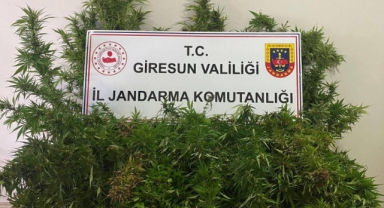 T.C.
GİRESUN VALİLİĞİ
İL JANDARMA KOMUTANLIĞI